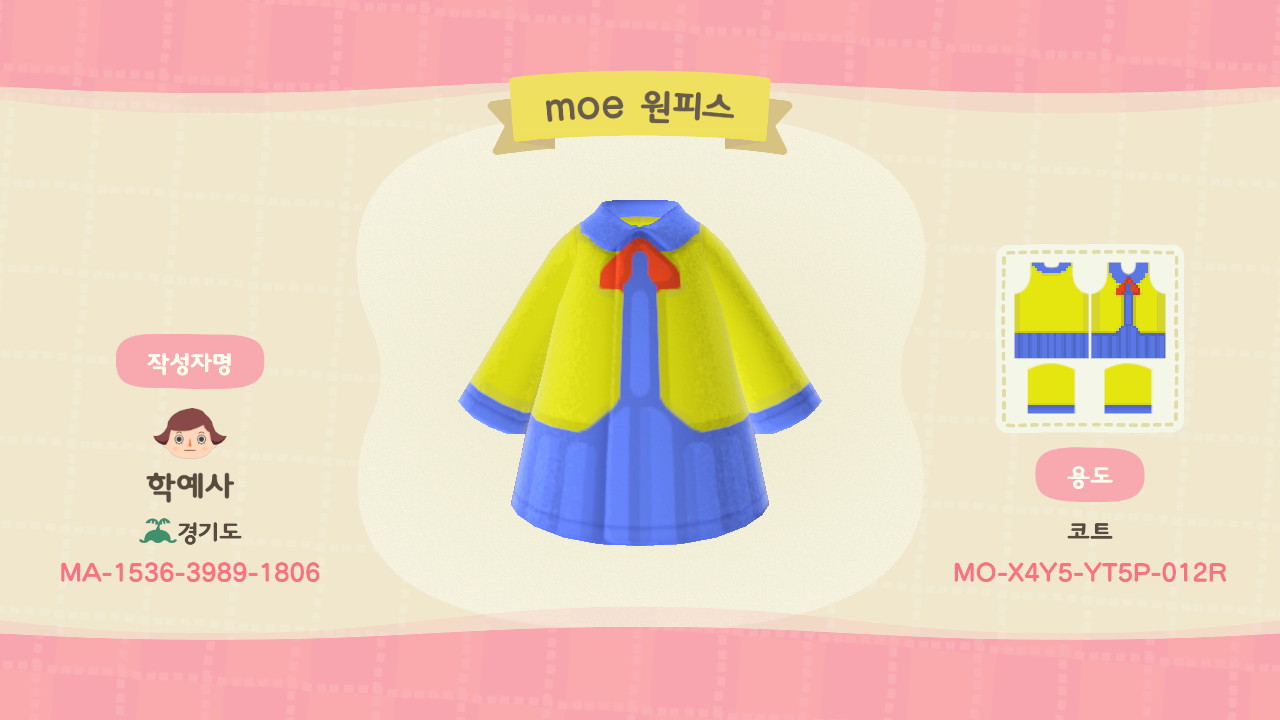 moe 원피스
작성자명
학예사
경기도
MA-1536-3989-1806
용도
코트
MO-X4Y5-YT5P-012R